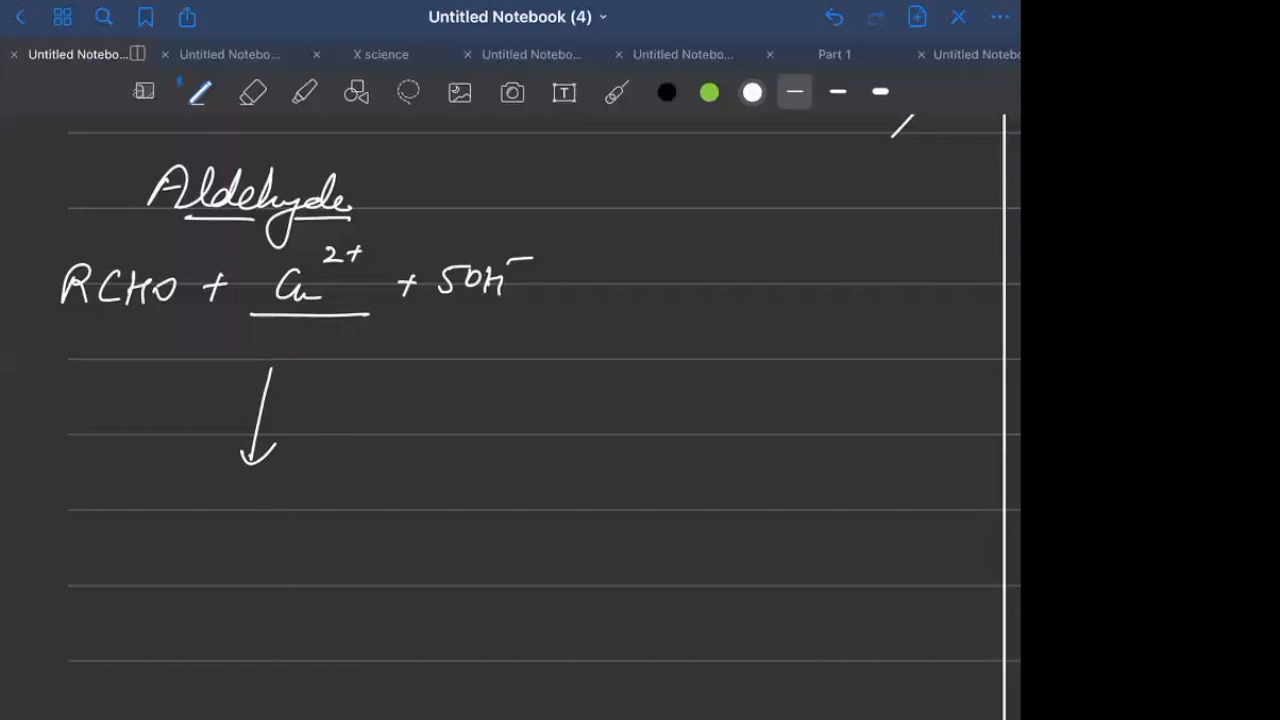 Untitled Notebook (4)
Untitled Notebo...
Untitled Notebo...
X science
Untitled Notebo...
Untitled Notebo...
Part 1
Untitled Noteb
T
Aldehyde
RCHO + Cu²⁺ + 5OH⁻